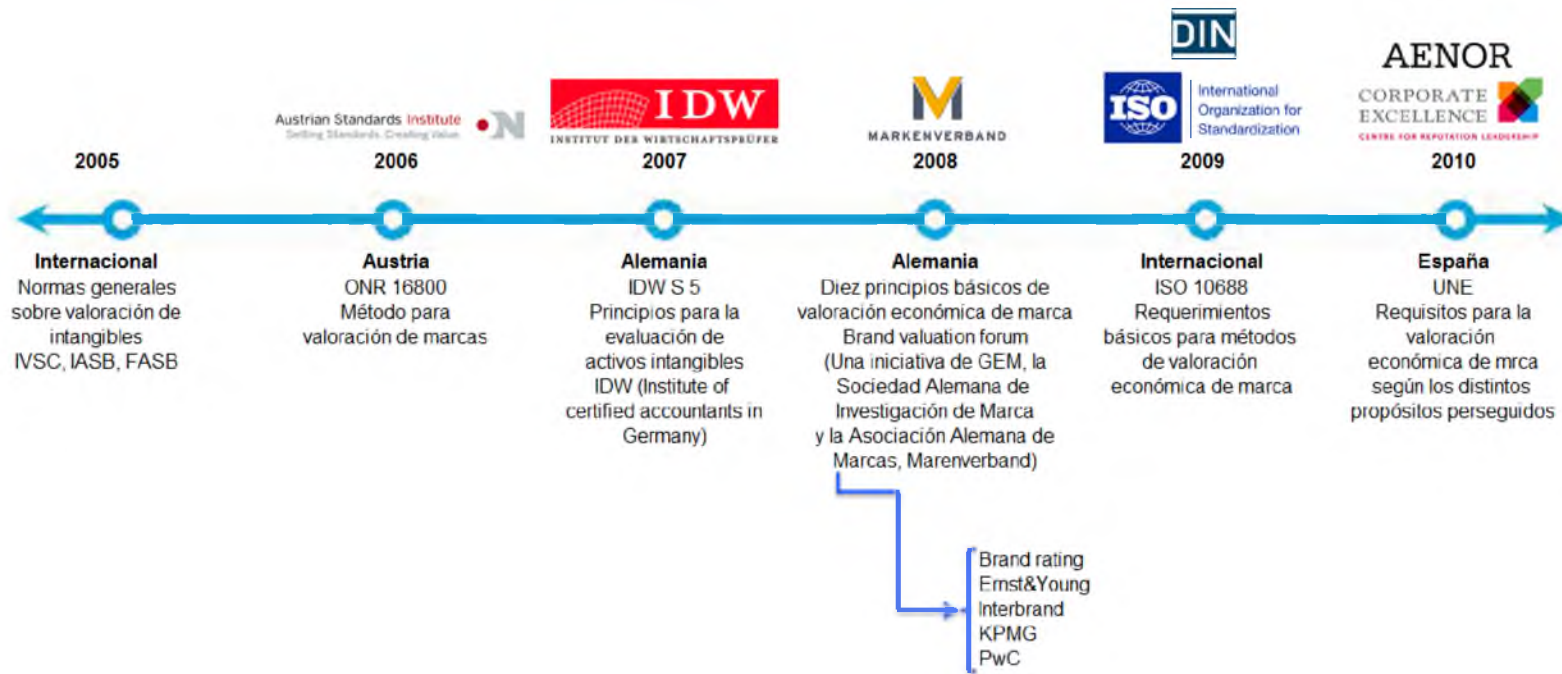 2005
Internacional
Normas generales
sobre valoración de
intangibles
IVSC, IASB, FASB
Austrian Standards Institute
Setting Standards. Creating Value.
2006
Austria
ONR 16800
Método para
valoración de marcas
IDW
INSTITUT DER WIRTSCHAFTSPRÜFER
2007
Alemania
IDW S 5
Principios para la
evaluación de
activos intangibles
IDW (Institute of
certified accountants in
Germany)
MARKENVERBAND
2008
Alemania
Diez principios básicos de
valoración económica de marca
Brand valuation forum
(Una iniciativa de GEM, la
Sociedad Alemana de
Investigación de Marca
y la Asociación Alemana de
Marcas, Marenverband)
Brand rating
Ernst&Young
Interbrand
KPMG
PwC
DIN
ISO
International
Organization for
Standardization
2009
Internacional
ISO 10688
Requerimientos
básicos para métodos
de valoración
económica de marca
AENOR
CORPORATE
EXCELLENCE
CENTRE FOR REPUTATION LEADERSHIP
2010
España
UNE
Requisitos para la
valoración
económica de mrca
según los distintos
propósitos perseguidos